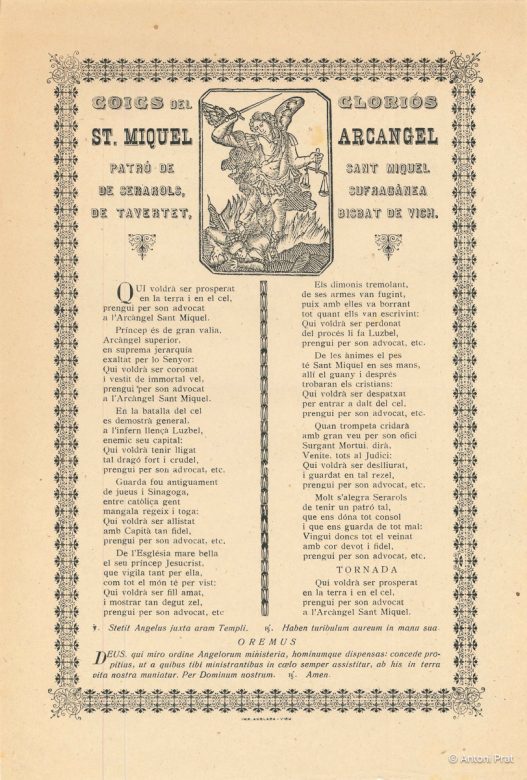 GOIGS DEL GLORIÓS
ST. MIQUEL ARCANGEL
PATRÓ DE SANT MIQUEL
DE SERAROLS, SUFRAGÀNEA
DE TAVERTET, BISBAT DE VICH.
QUI voldrà ser prosperat
en la terra i en el cel,
prengui per son advocat
a l'Arcàngel Sant Miquel.
Príncep és de gran valia,
Arcàngel superior,
en suprema jerarquia
exaltat per lo Senyor:
Qui voldrà ser coronat
i vestit de immortal vel,
prengui per son advocat
a l'Arcàngel Sant Miquel.
En la batalla del cel
es demostrà general,
a l'infern llençà Luzbel,
enemic seu capital:
Qui voldrà tenir lligat
tal dragó fort i crudel,
prengui per son advocat, etc.
Guarda fou antiguament
de jueus i Sinagoga,
entre catòlica gent
mangala regeix i toga:
Qui voldrà ser allistat
amb Capità tan fidel,
prengui per son advocat, etc.
De l'Església mare bella
el seu príncep Jesucrist,
que vigila tant per ella,
com tot el món té per vist:
Qui voldrà ser fill amat,
i mostrar tan degut zel,
prengui per son advocat, etc
Els dimonis tremolant,
de ses armes van fugint,
puix amb elles va borrant
tot quant ells van escrivint:
Qui voldrà ser perdonat
del procés li fa Luzbel,
prengui per son advocat, etc.
De les ànimes el pes
té Sant Miquel en ses mans,
allí el guany i després
trobaran els cristians:
Qui voldrà ser despatxat
per entrar a dalt del cel,
prengui per son advocat, etc.
Quan trompeta cridarà
amb gran veu per son ofici
Surgant Mortui, dirà,
Venite, tots al Judici:
Qui voldrà ser deslliurat,
i guardat en tal rezel,
prengui per son advocat, etc.
Molt s'alegra Serarols
de tenir un patró tal,
que ens dóna tot consol
i que ens guarda de tot mal:
Vingui doncs tot el veinat
amb cor devot i fidel,
prengui per son advocat, etc.
TORNADA
Qui voldrà ser prosperat
en la terra i en el cel,
prengui per son advocat
a l'Arcàngel Sant Miquel.
℣. Stetit Angelus juxta aram Templi. ℟. Habens turibulum aureum in manu sua
OREMUS
DEUS, qui miro ordine Angelorum ministeria, hominumque dispensas: concede pro-
pitius, ut a quibus tibi ministrantibus in cœlo semper assistitur, ab his in terra
vita nostra muniatur. Per Dominum nostrum. ℟. Amen.
IMP. ANGLADA - VICH
© Antoni Prat